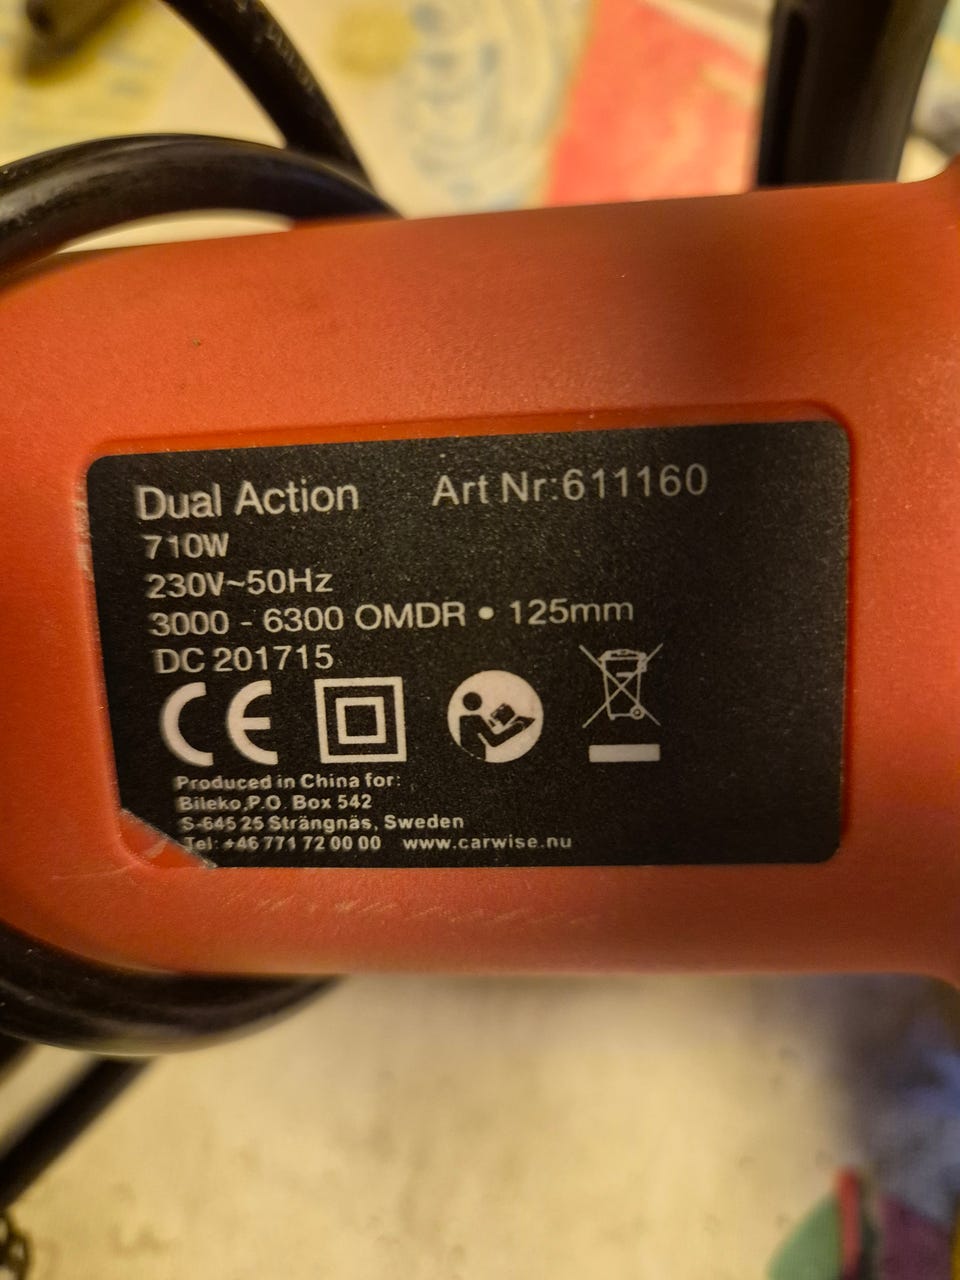 Dual Action Art Nr:611160
710W
230V~50Hz
3000 - 6300 OMDR • 125mm
DC 201715
CE
Produced in China for:
Bileko,P.O. Box 542
S-645 25 Strängnäs, Sweden
Tel: +46 771 72 00 00 www.carwise.nu